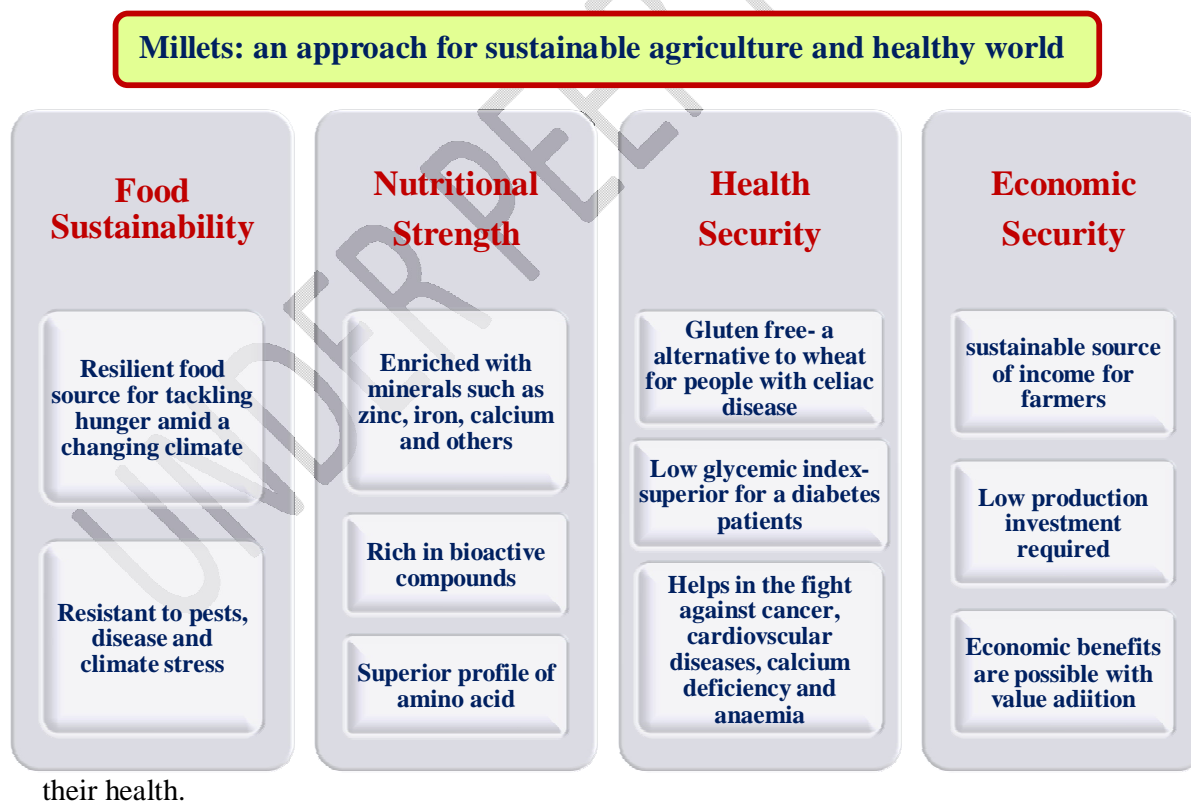 Millets: an approach for sustainable agriculture and healthy world
Food
Sustainability
Resilient food
source for tackling
hunger amid a
changing climate
Resistant to pests,
disease and
climate stress
Nutritional
Strength
Enriched with
minerals such as
zinc, iron, calcium
and others
Rich in bioactive
compounds
Superior profile of
amino acid
Health
Security
Gluten free- a
alternative to wheat
for people with celiac
disease
Low glycemic index-
superior for a diabetes
patients
Helps in the fight
against cancer,
cardiovscular
diseases, calcium
deficiency and
anaemia
Economic
Security
sustainable source
of income for
farmers
Low production
investment
required
Economic benefits
are possible with
value adiition
their health.
UNDER PEE